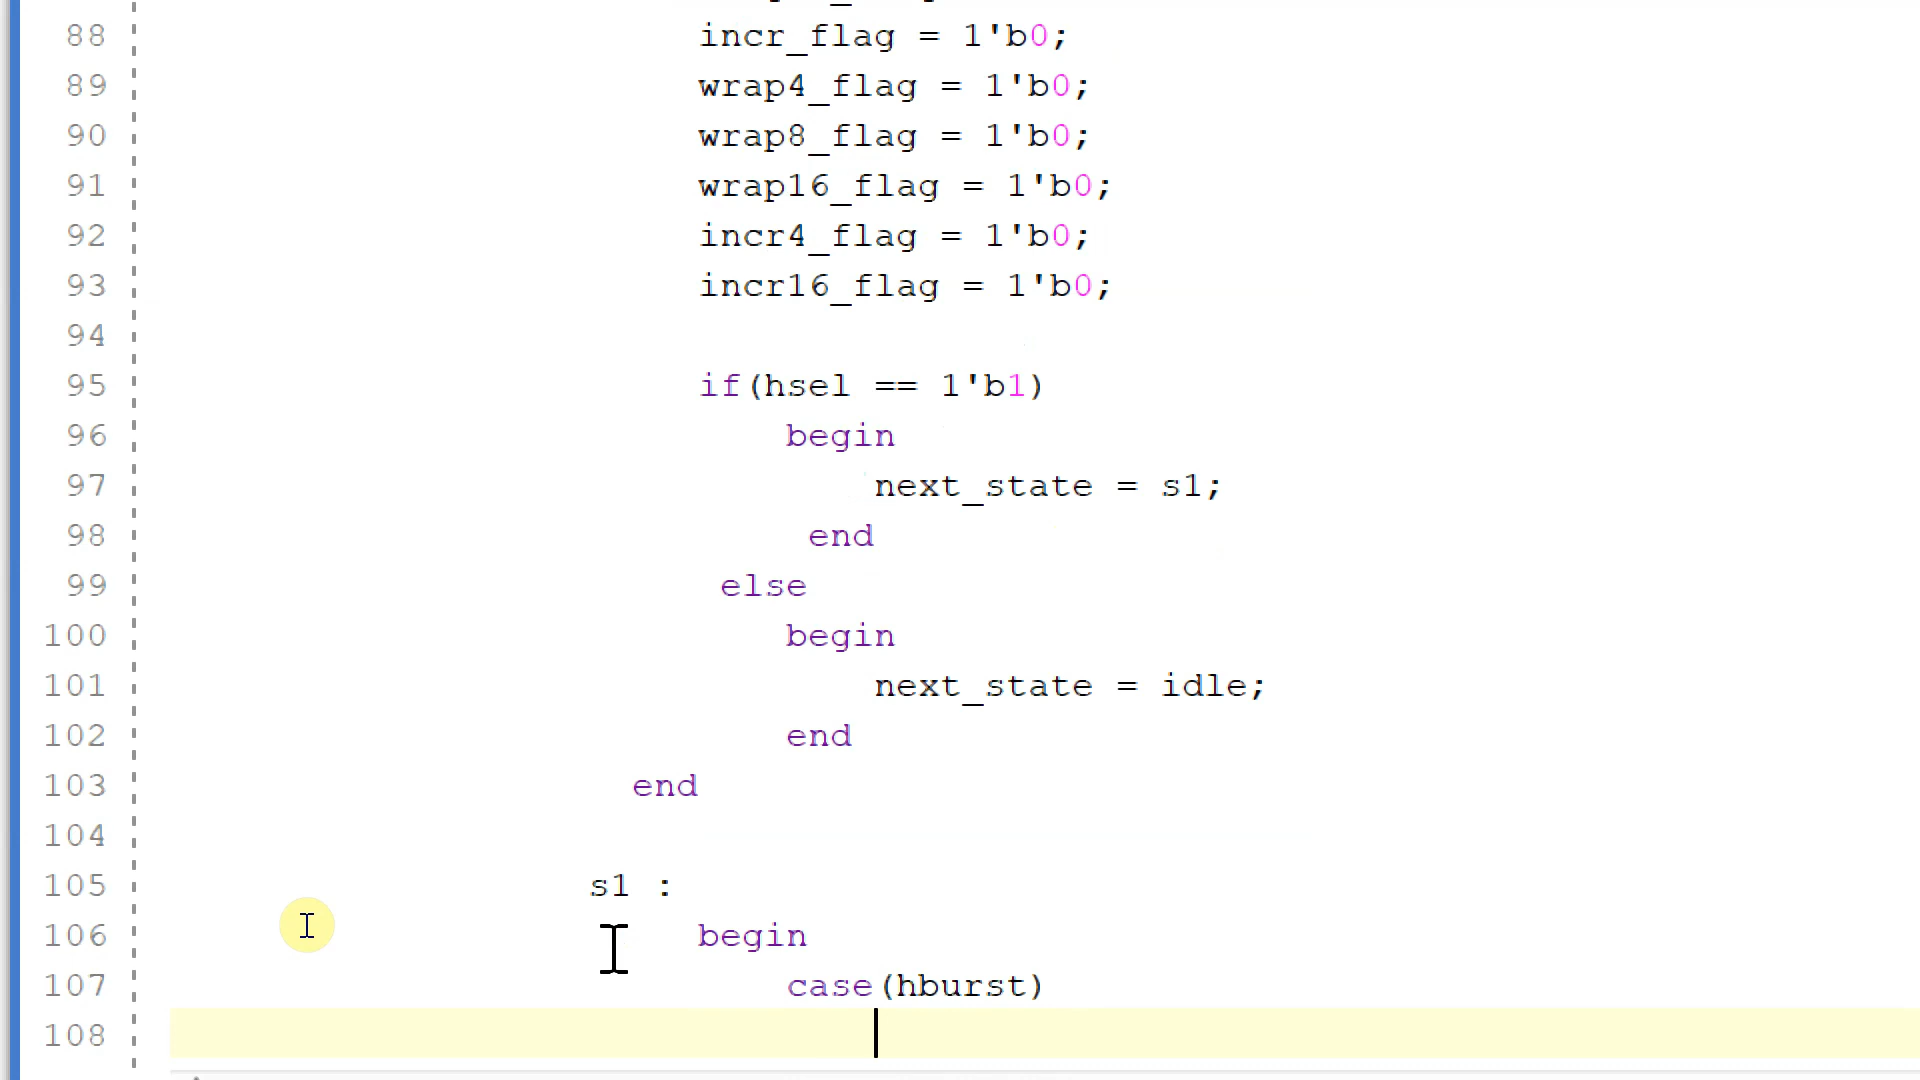 88 incr_flag = 1'b0;
89 wrap4_flag = 1'b0;
90 wrap8_flag = 1'b0;
91 wrap16_flag = 1'b0;
92 incr4_flag = 1'b0;
93 incr16_flag = 1'b0;
94
95 if(hsel == 1'b1)
96 begin
97 next_state = s1;
98 end
99 else
100 begin
101 next_state = idle;
102 end
103 end
104
105 s1 :
106 begin
107 case(hburst)
108